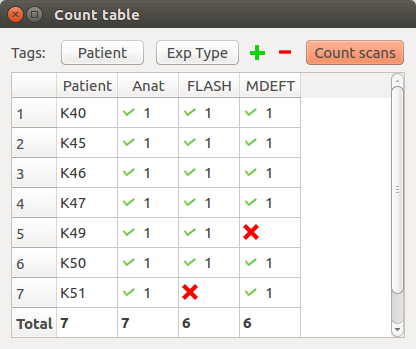 Count table
Tags: Patient Exp Type Count scans
Patient Anat FLASH MDEFT
1 K40 1 1 1
2 K45 1 1 1
3 K46 1 1 1
4 K47 1 1 1
5 K49 1 1
6 K50 1 1 1
7 K51 1 1
Total 7 7 6 6